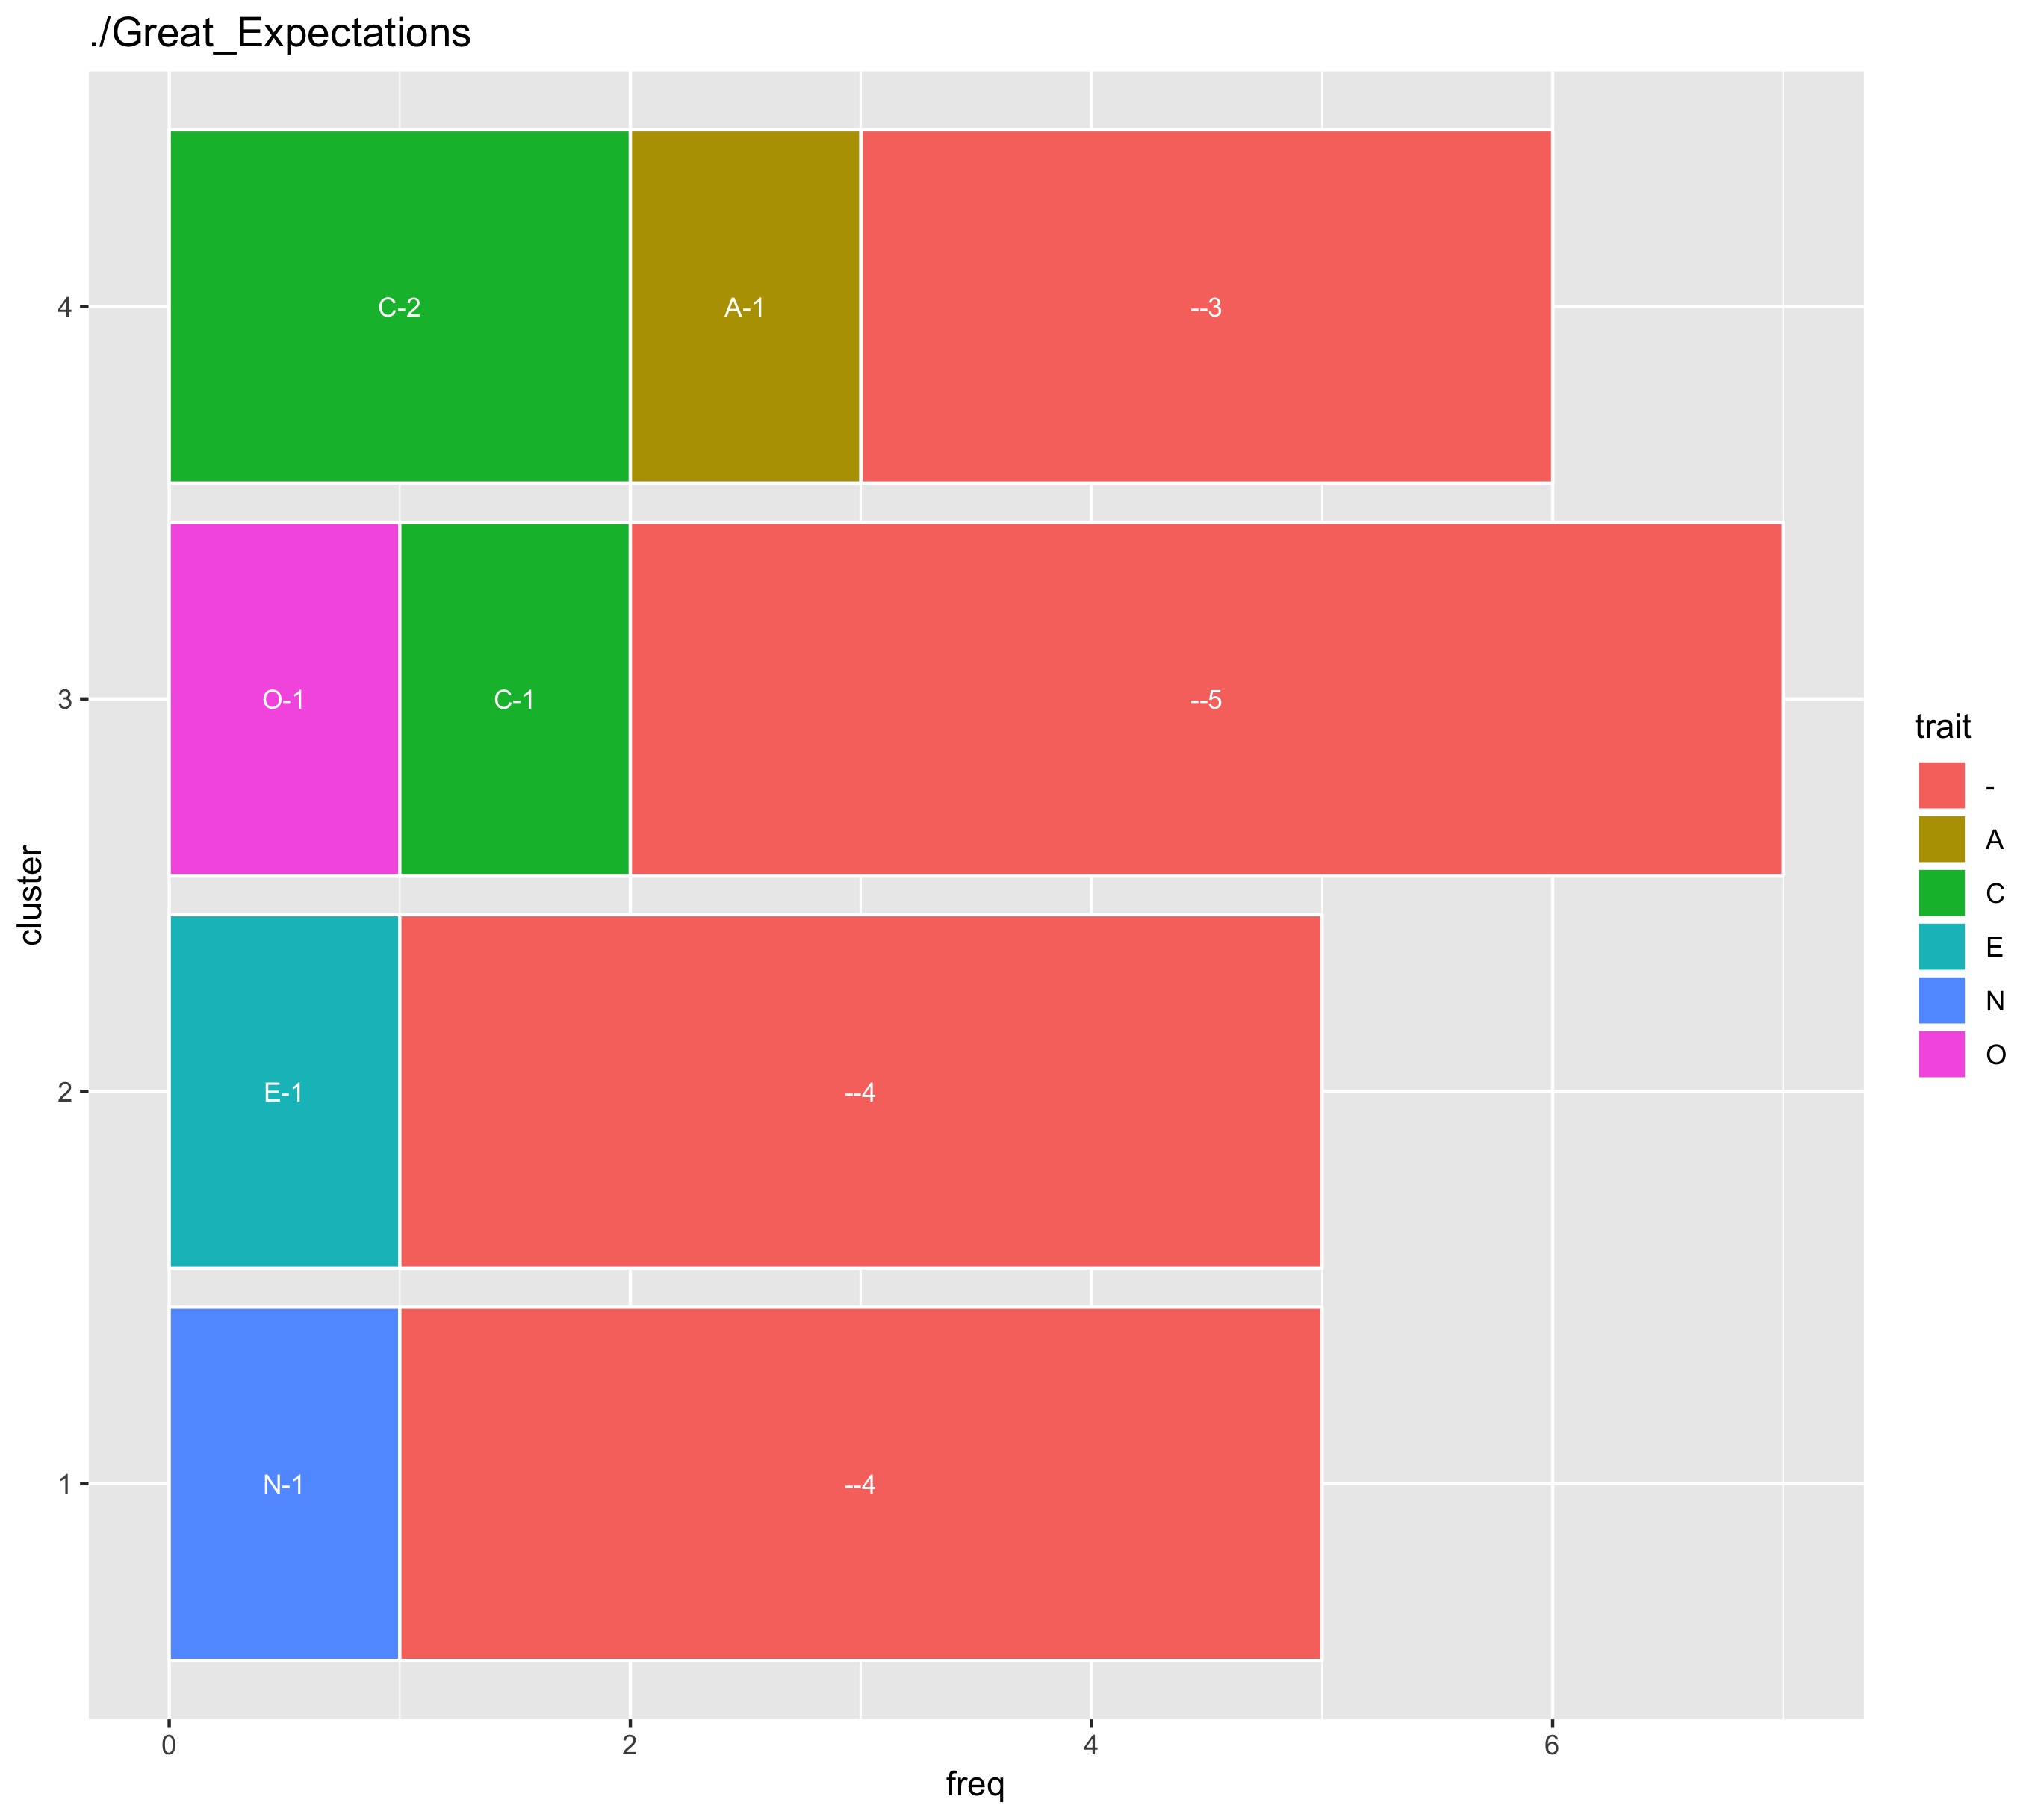 ./Great_Expectations
4
C-2
A-1
--3
3
O-1
C-1
--5
2
E-1
--4
1
N-1
--4
0
2
4
6
freq
cluster
trait
-
A
C
E
N
O